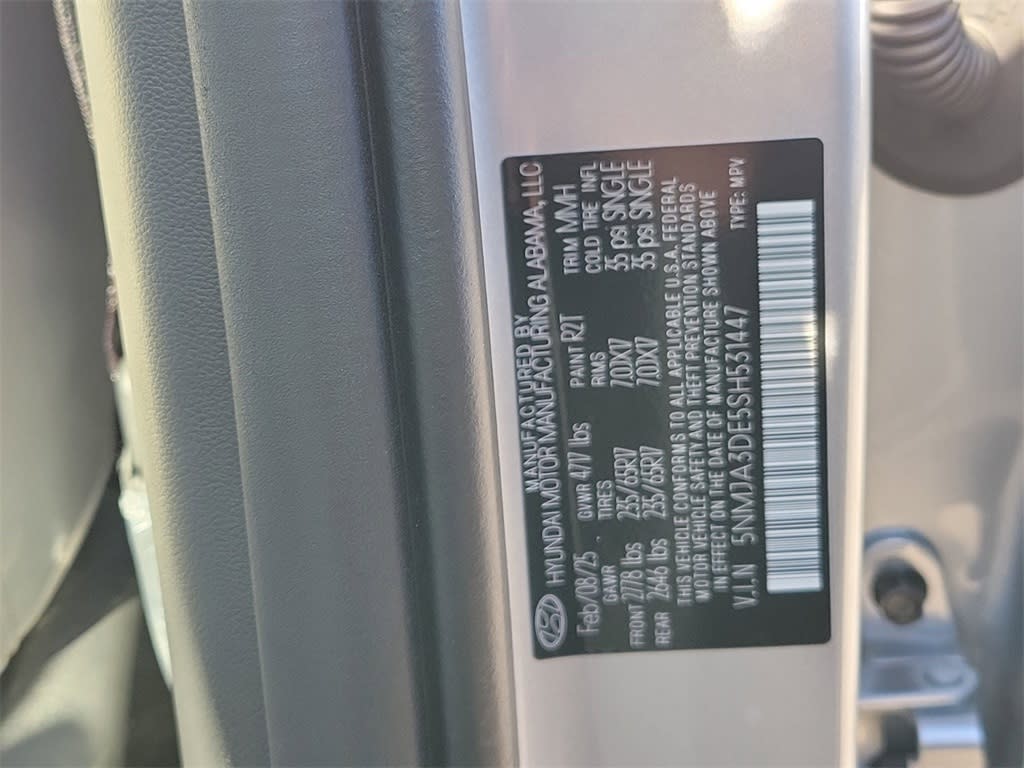 MANUFACTURED BY
HYUNDAI MOTOR MANUFACTURING ALABAMA, LLC
Feb/08/25 GVWR 4717 lbs PAINT R2T TRIM MMH
GAWR TIRES RIMS COLD TIRE INFL
FRONT 2778 lbs 235/65R17 7.0JX17 35 psi SNGLE
REAR 2646 lbs 235/65R17 7.0JX17 35 psi SNGLE
THIS VEHICLE CONFORMS TO ALL APPLICABLE U.S.A. FEDERAL
MOTOR VEHICLE SAFETY AND THEFT PREVENTION STANDARDS
IN EFFECT ON THE DATE OF MANUFACTURE SHOWN ABOVE
V.I.N 5NMJA3DE5SH531447 TYPE: MPV